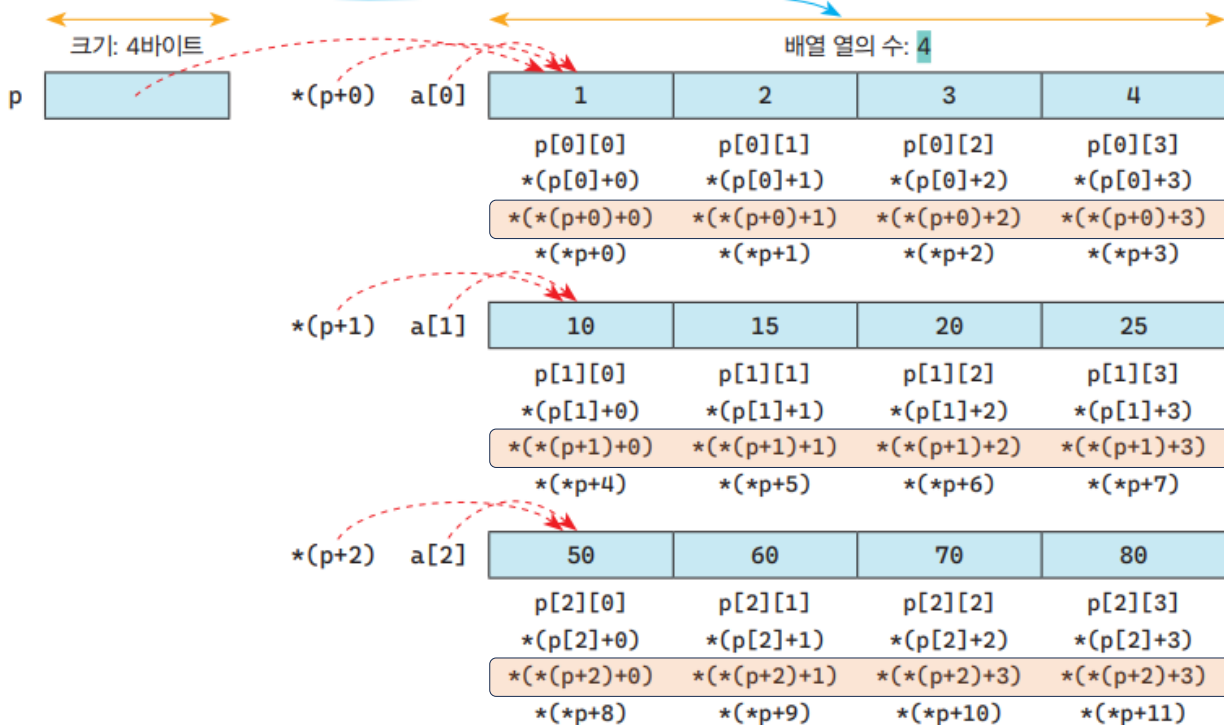 크기: 4바이트 배열 열의 수: 4
p *(p+0) a[0] 1 2 3 4
p[0][0] p[0][1] p[0][2] p[0][3]
*(p[0]+0) *(p[0]+1) *(p[0]+2) *(p[0]+3)
*(*(p+0)+0) *(*(p+0)+1) *(*(p+0)+2) *(*(p+0)+3)
*(*p+0) *(*p+1) *(*p+2) *(*p+3)
*(p+1) a[1] 10 15 20 25
p[1][0] p[1][1] p[1][2] p[1][3]
*(p[1]+0) *(p[1]+1) *(p[1]+2) *(p[1]+3)
*(*(p+1)+0) *(*(p+1)+1) *(*(p+1)+2) *(*(p+1)+3)
*(*p+4) *(*p+5) *(*p+6) *(*p+7)
*(p+2) a[2] 50 60 70 80
p[2][0] p[2][1] p[2][2] p[2][3]
*(p[2]+0) *(p[2]+1) *(p[2]+2) *(p[2]+3)
*(*(p+2)+0) *(*(p+2)+1) *(*(p+2)+3) *(*(p+2)+3)
*(*p+8) *(*p+9) *(*p+10) *(*p+11)